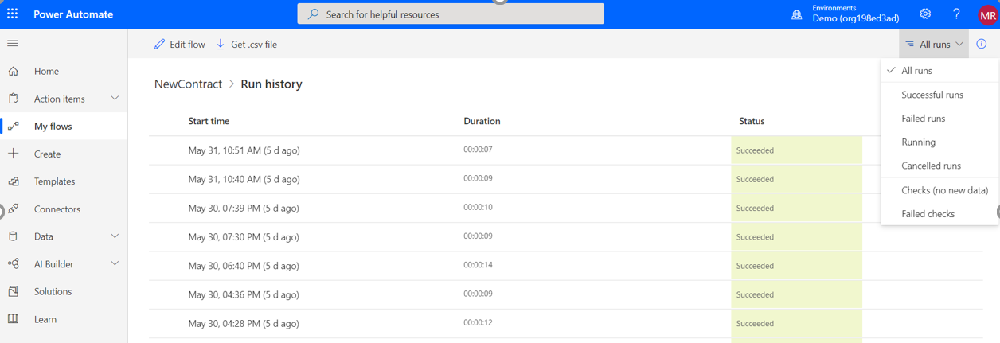 Power Automate
Search for helpful resources
Environments
Demo (org198ed3ad)
?
MR
Edit flow
Get .csv file
All runs
Home
Action items
My flows
Create
Templates
Connectors
Data
AI Builder
Solutions
Learn
NewContract > Run history
Start time Duration Status
May 31, 10:51 AM (5 d ago) 00:00:07 Succeeded
May 31, 10:40 AM (5 d ago) 00:00:09 Succeeded
May 30, 07:39 PM (5 d ago) 00:00:10 Succeeded
May 30, 07:30 PM (5 d ago) 00:00:09 Succeeded
May 30, 06:40 PM (5 d ago) 00:00:14 Succeeded
May 30, 04:36 PM (5 d ago) 00:00:09 Succeeded
May 30, 04:28 PM (5 d ago) 00:00:12 Succeeded
All runs
Successful runs
Failed runs
Running
Cancelled runs
Checks (no new data)
Failed checks